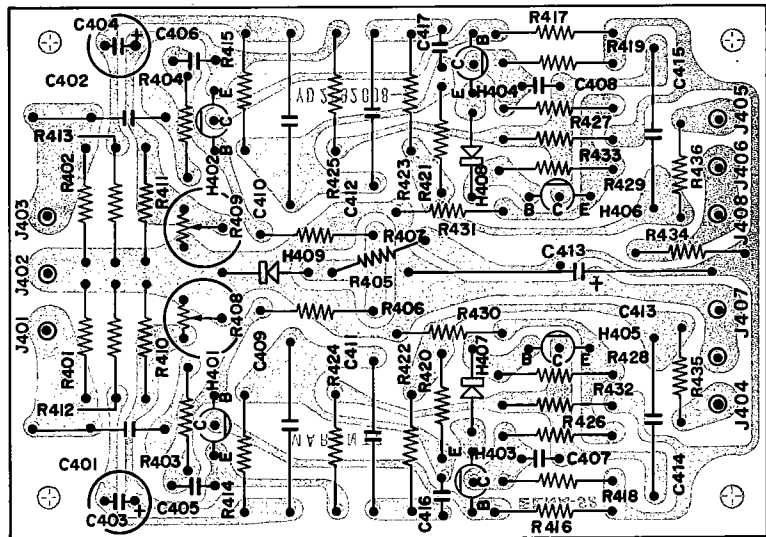 C404
C406
R415
C417
B
R417
C402
R404
E
C
R419
C415
H404
C408
E
C
J405
R413
R402
B
R427
J406
R411
H402
R433
R436
R409
C410
R425
C412
R423
R421
H408
R429
J408
J403
B
C
E
H406
R431
R407
R434
J402
H409
C413
+
R405
R406
R430
C413
J407
R408
H405
J401
R410
H401
C409
R424
C411
R422
R420
H407
B
C
E
R428
R401
R435
R432
R412
B
C
R426
J404
E
H403
C401
R403
E
C407
C
C414
C403
+
C405
R414
C416
B
R418
R416